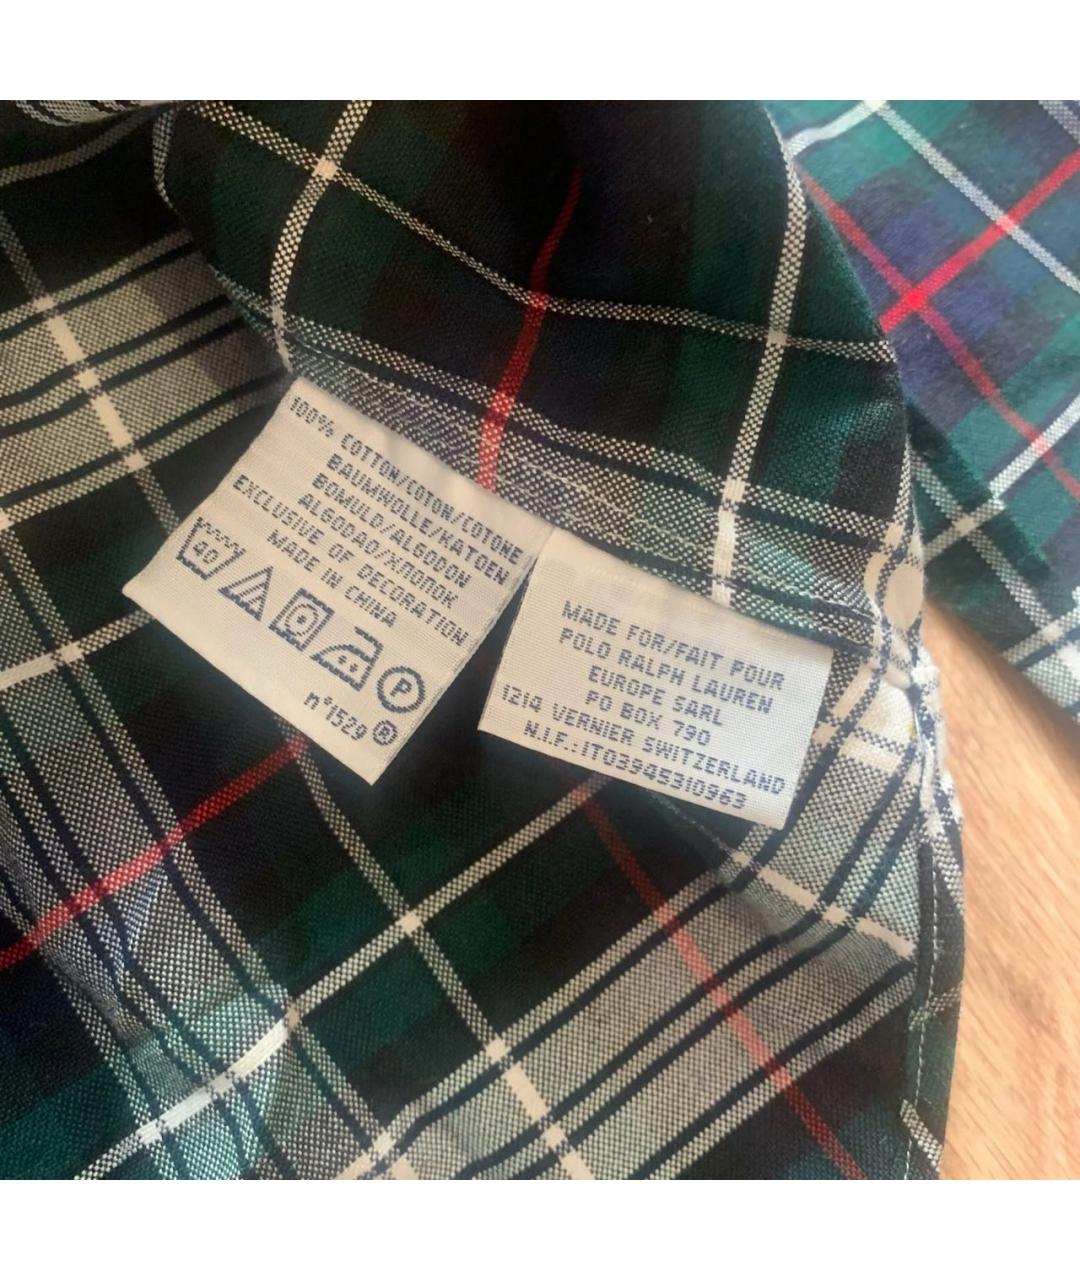 100% COTTON/COTON/COTONE
BAUMWOLLE/KATOEN
BOMULD/ALGODON
ALGODAO/ХЛОПОК
EXCLUSIVE OF DECORATION
MADE IN CHINA
40
P
n°1529 ®
MADE FOR/FAIT POUR
POLO RALPH LAUREN
EUROPE SARL
PO BOX 790
1214 VERNIER SWITZERLAND
N.I.F.:IT03945310963